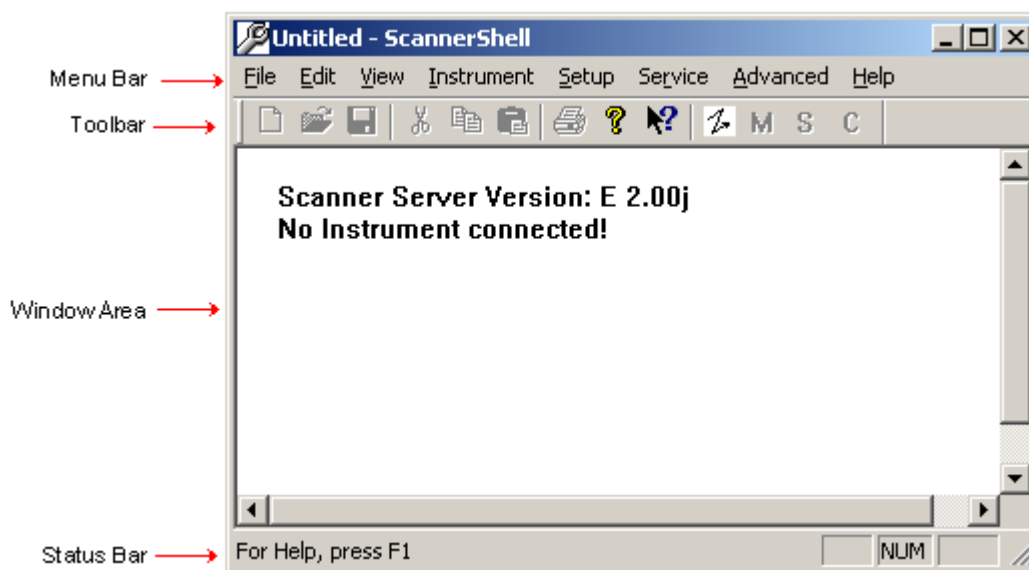 Untitled - ScannerShell
Menu Bar
File Edit View Instrument Setup Service Advanced Help
Toolbar
? ? M S C
Scanner Server Version: E 2.00j
No Instrument connected!
Window Area
Status Bar
For Help, press F1
NUM